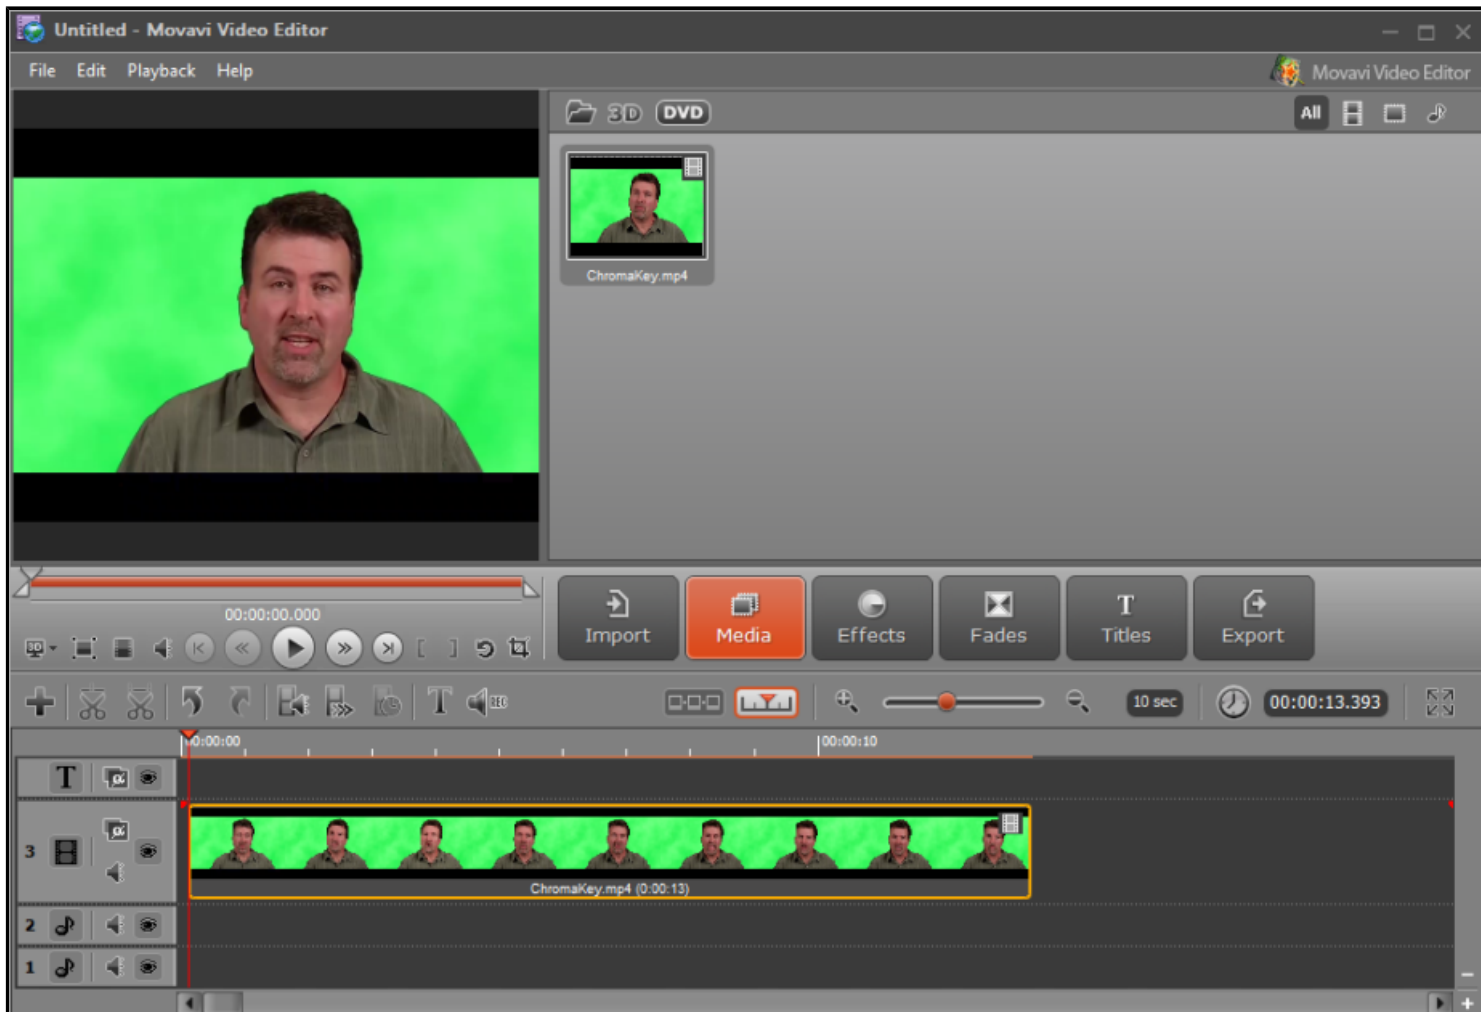 Untitled - Movavi Video Editor
File Edit Playback Help
Movavi Video Editor
3D DVD
All
ChromaKey.mp4
00:00:00.000
Import Media Effects Fades Titles Export
3D
T REC
10 sec
00:00:13.393
00:00:00
00:00:10
T α
3 α
ChromaKey.mp4 (0:00:13)
2
1